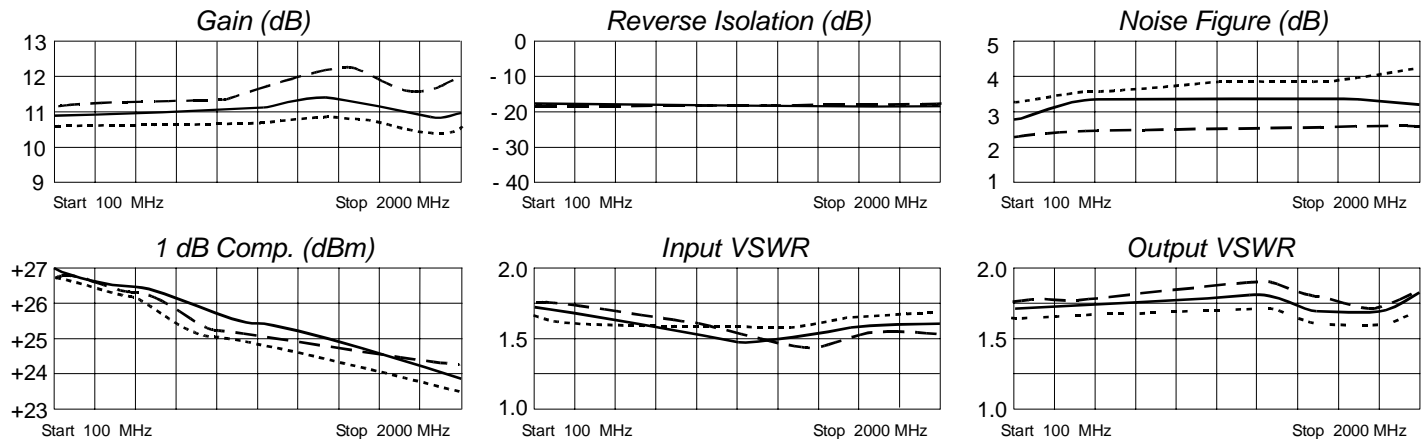 Gain (dB)
13
12
11
10
9
Start 100 MHz
Stop 2000 MHz
Reverse Isolation (dB)
0
- 10
- 20
- 30
- 40
Start 100 MHz
Stop 2000 MHz
Noise Figure (dB)
5
4
3
2
1
Start 100 MHz
Stop 2000 MHz
1 dB Comp. (dBm)
+27
+26
+25
+24
+23
Start 100 MHz
Stop 2000 MHz
Input VSWR
2.0
1.5
1.0
Start 100 MHz
Stop 2000 MHz
Output VSWR
2.0
1.5
1.0
Start 100 MHz
Stop 2000 MHz